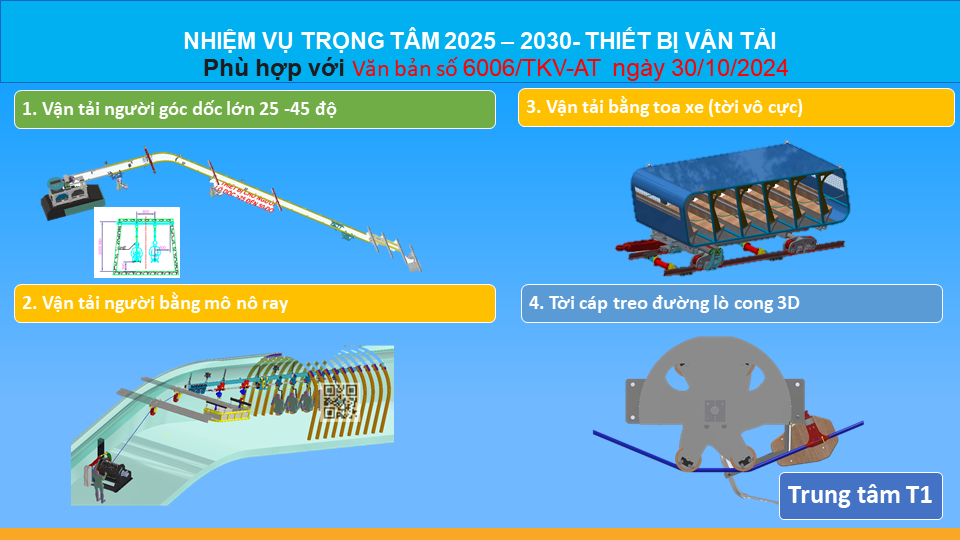 NHIỆM VỤ TRỌNG TÂM 2025 – 2030- THIẾT BỊ VẬN TẢI
Phù hợp với Văn bản số 6006/TKV-AT ngày 30/10/2024
1. Vận tải người góc dốc lớn 25 -45 độ
3. Vận tải bằng toa xe (tời vô cực)
2. Vận tải người bằng mô nô ray
4. Tời cáp treo đường lò cong 3D
Trung tâm T1